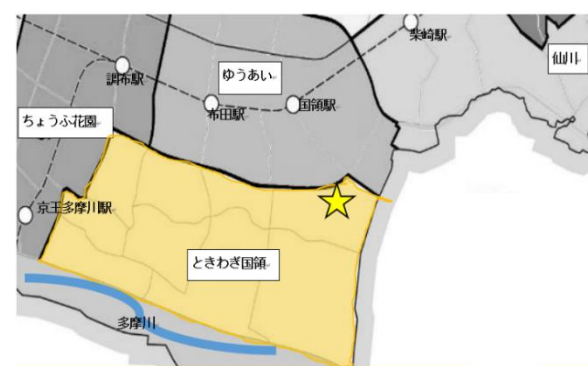 柴崎駅
仙川
調布駅
ゆうあい
布田駅
国領駅
ちょうふ花園
京王多摩川駅
ときわぎ国領
多摩川